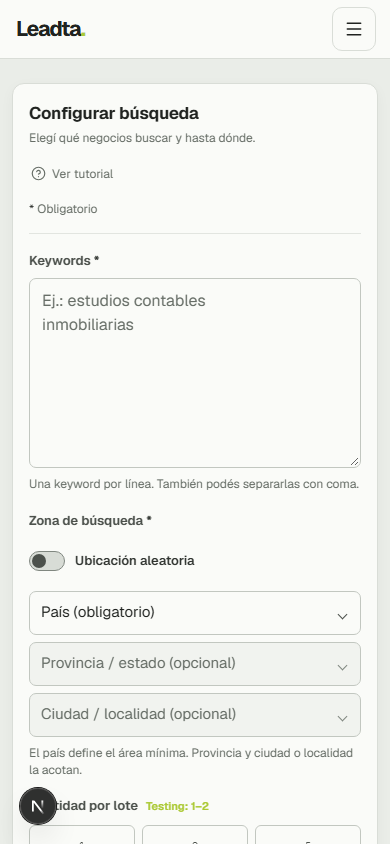 Leadta.
Configurar búsqueda
Elegí qué negocios buscar y hasta dónde.
Ver tutorial
* Obligatorio
Keywords *
Ej.: estudios contables
inmobiliarias
Una keyword por línea. También podés separarlas con coma.
Zona de búsqueda *
Ubicación aleatoria
País (obligatorio)
Provincia / estado (opcional)
Ciudad / localidad (opcional)
El país define el área mínima. Provincia y ciudad o localidad
la acotan.
N
por lote Testing: 1–2